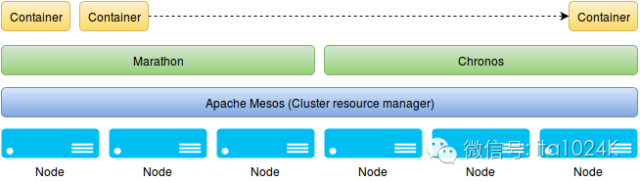 Container
Container
Container
Marathon
Chronos
Apache Mesos (Cluster resource manager)
微信号: ita1024k
Node
Node
Node
Node
Node
Node